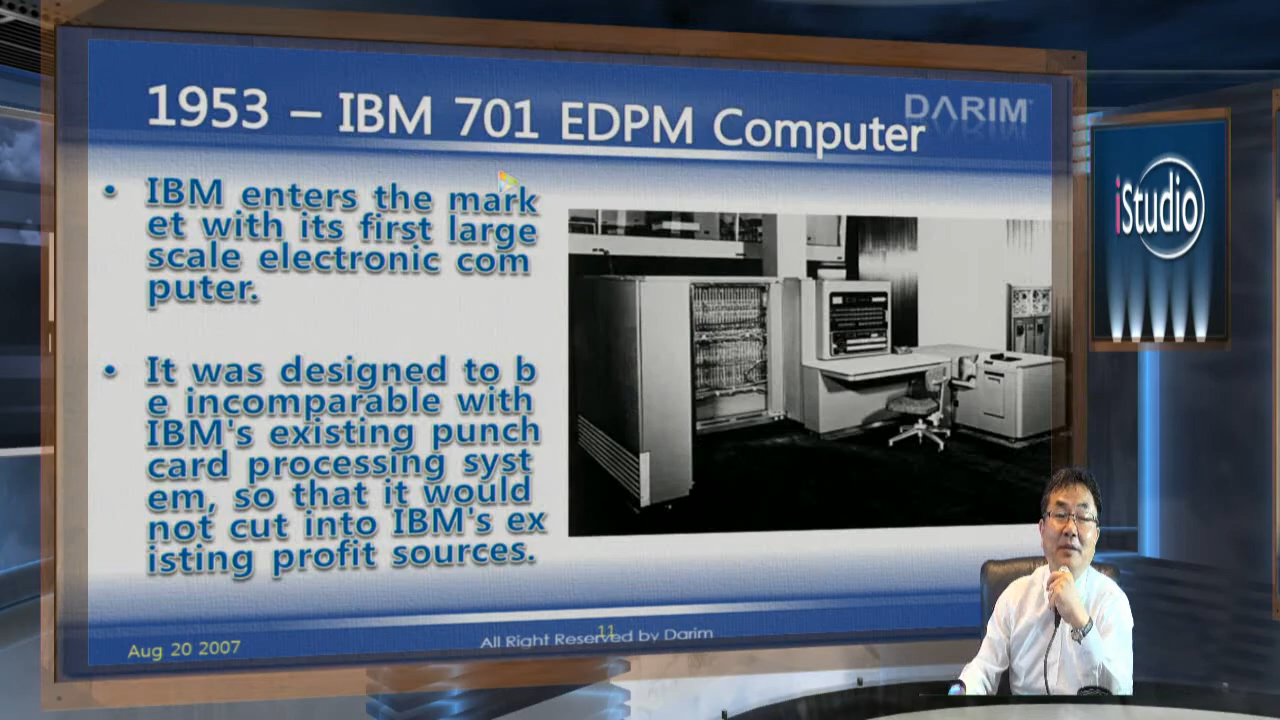 1953 – IBM 701 EDPM Computer
DARIM
• IBM enters the mark
et with its first large
scale electronic com
puter.
• It was designed to b
e incomparable with
IBM's existing punch
card processing syst
em, so that it would
not cut into IBM's ex
isting profit sources.
iStudio
Aug 20 2007
All Right Reserved by Darim
11